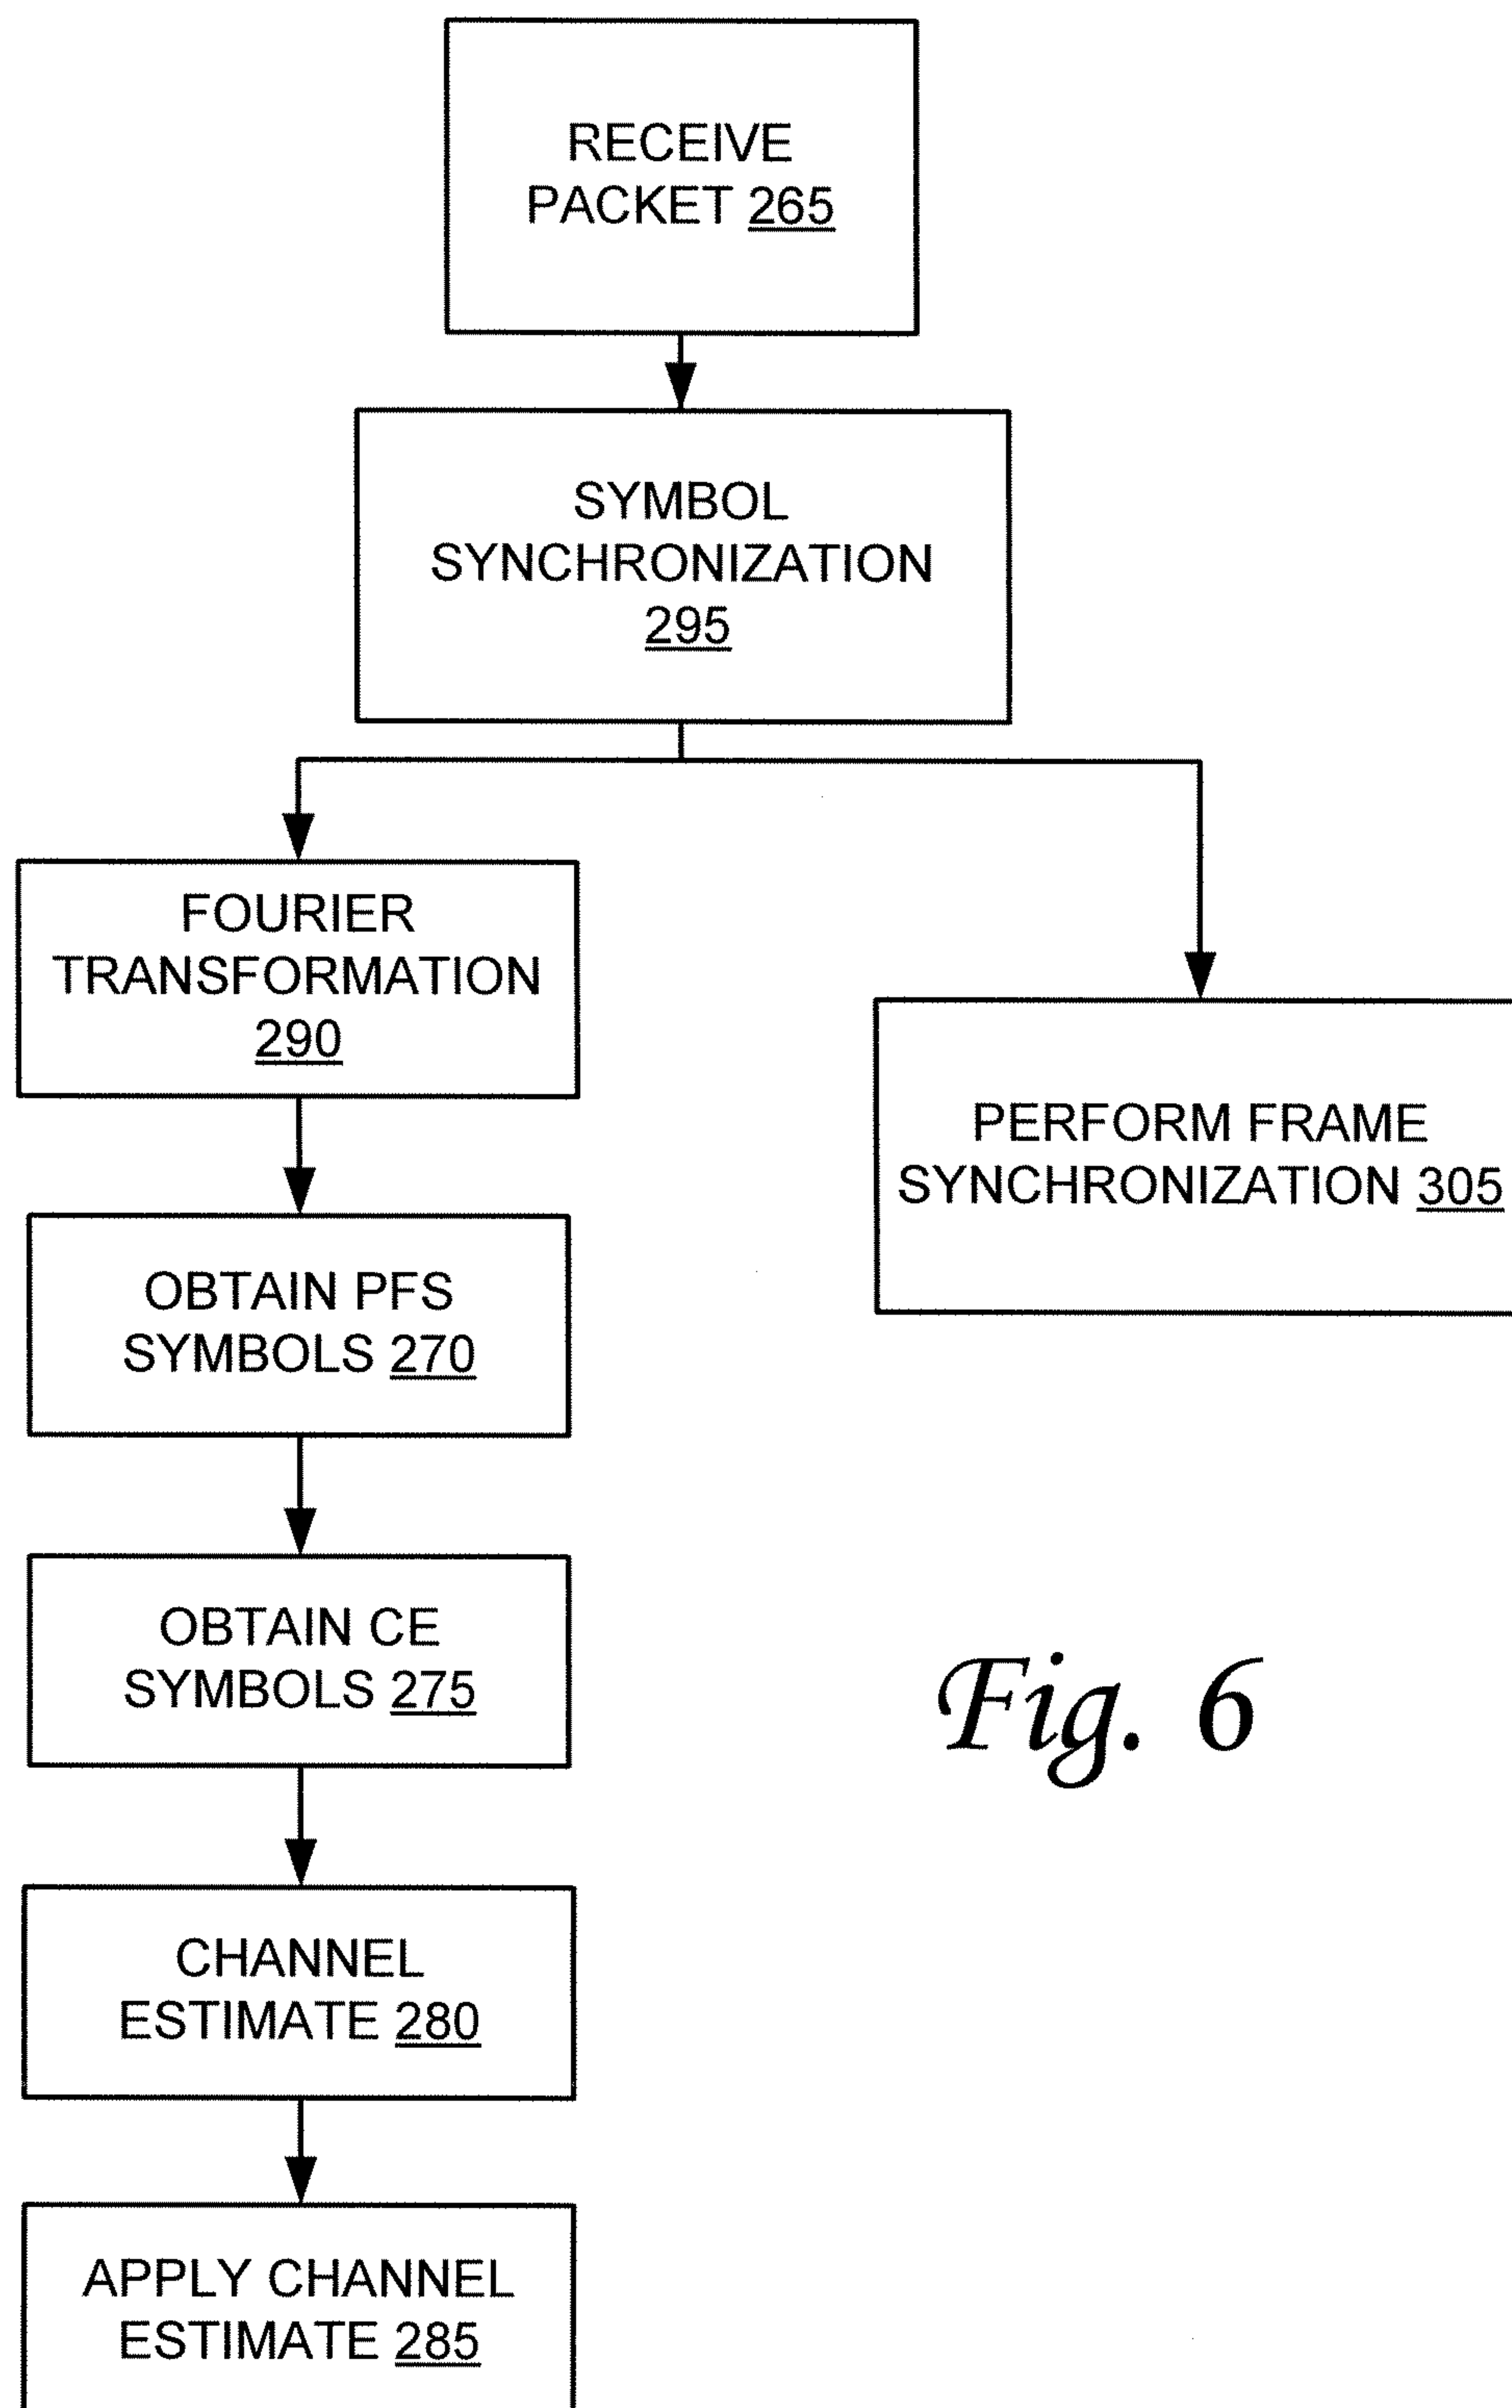 RECEIVE
PACKET 265
SYMBOL
SYNCHRONIZATION
295
FOURIER
TRANSFORMATION
290
PERFORM FRAME
SYNCHRONIZATION 305
OBTAIN PFS
SYMBOLS 270
OBTAIN CE
SYMBOLS 275
Fig. 6
CHANNEL
ESTIMATE 280
APPLY CHANNEL
ESTIMATE 285